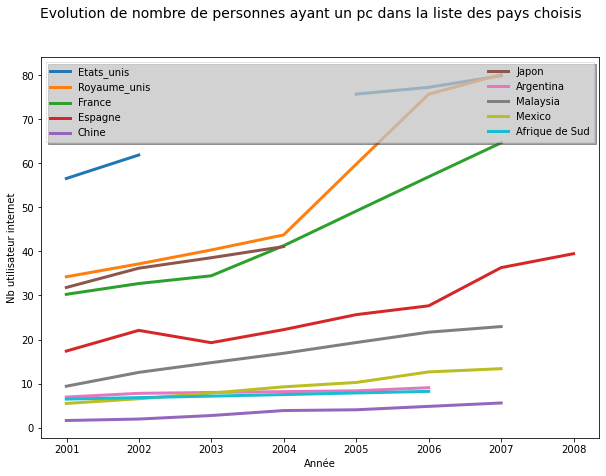 Evolution de nombre de personnes ayant un pc dans la liste des pays choisis
Etats_unis
Royaume_unis
France
Espagne
Chine
Japon
Argentina
Malaysia
Mexico
Afrique de Sud
Nb utilisateur internet
80
70
60
50
40
30
20
10
0
2001 2002 2003 2004 2005 2006 2007 2008
Année